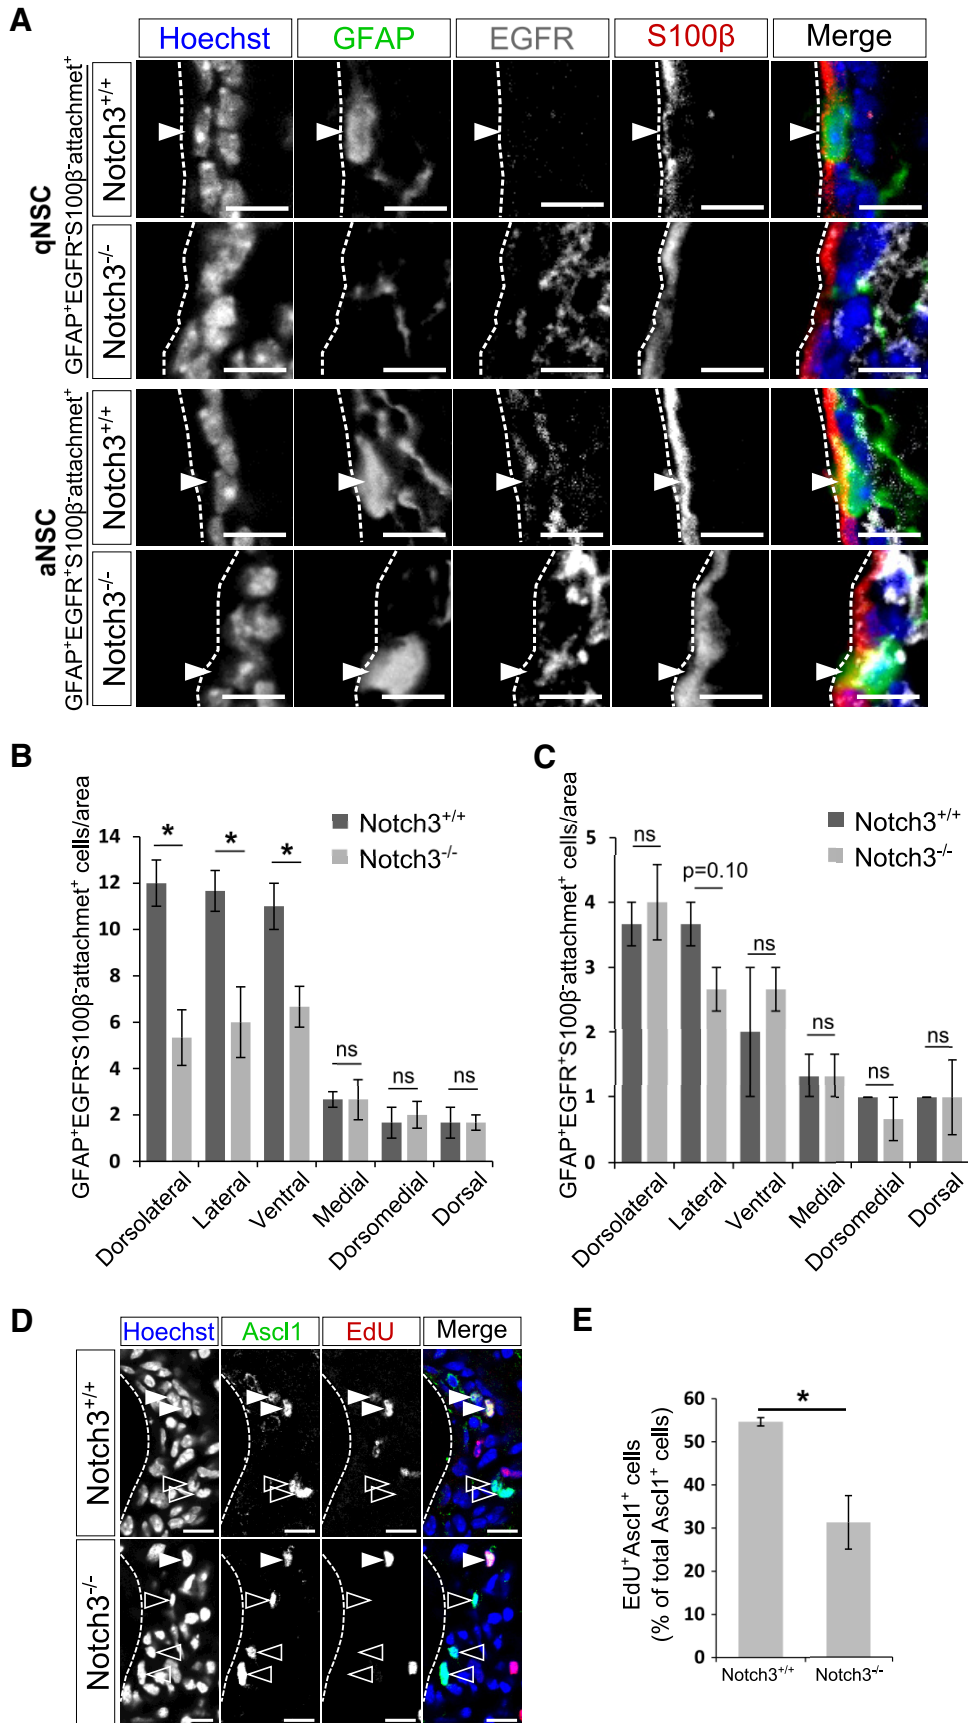 A
Hoechst GFAP EGFR S100β Merge
qNSC
GFAP⁺EGFR⁻S100β⁻attachmet⁺
Notch3⁺/⁺
Notch3⁻/⁻
aNSC
GFAP⁺EGFR⁺S100β⁻attachmet⁺
Notch3⁺/⁺
Notch3⁻/⁻
B
GFAP⁺EGFR⁻S100β⁻attachmet⁺ cells/area
Notch3⁺/⁺
Notch3⁻/⁻
14
12
10
8
6
4
2
0
* * * ns ns ns
Dorsolateral Lateral Ventral Medial Dorsomedial Dorsal
C
GFAP⁺EGFR⁺S100β⁻attachmet⁺ cells/area
Notch3⁺/⁺
Notch3⁻/⁻
5
4
3
2
1
0
ns p=0.10 ns ns ns ns
Dorsolateral Lateral Ventral Medial Dorsomedial Dorsal
D
Hoechst Ascl1 EdU Merge
Notch3⁺/⁺
Notch3⁻/⁻
E
EdU⁺Ascl1⁺ cells
(% of total Ascl1⁺ cells)
60
50
40
30
20
10
0
*
Notch3⁺/⁺ Notch3⁻/⁻